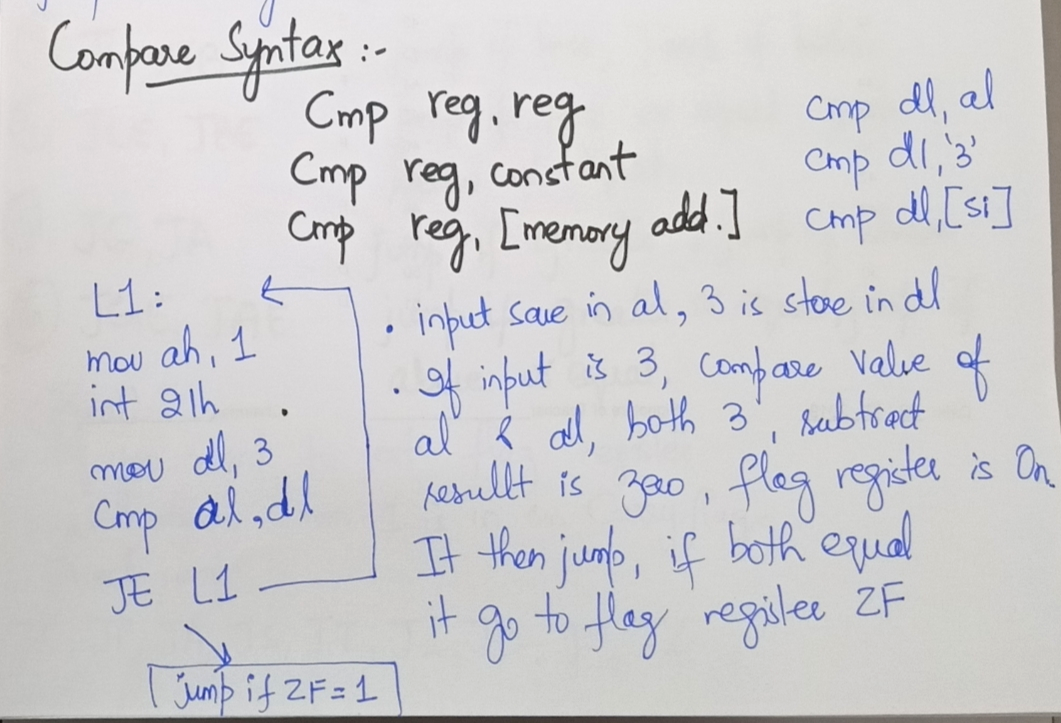 Compare Syntax :-
Cmp reg, reg
Cmp reg, constant
Cmp reg, [memory add.]
cmp dl, al
cmp dl, '3'
cmp dl, [si]
L1:
mov ah, 1
int 21h
mov dl, 3
Cmp al, dl
JE L1
jump if ZF = 1
• input save in al, 3 is store in dl
• If input is 3, compare value of
al & dl, both 3, subtract
resullt is zero, flag register is On.
It then jump, if both equal
it go to flag register ZF